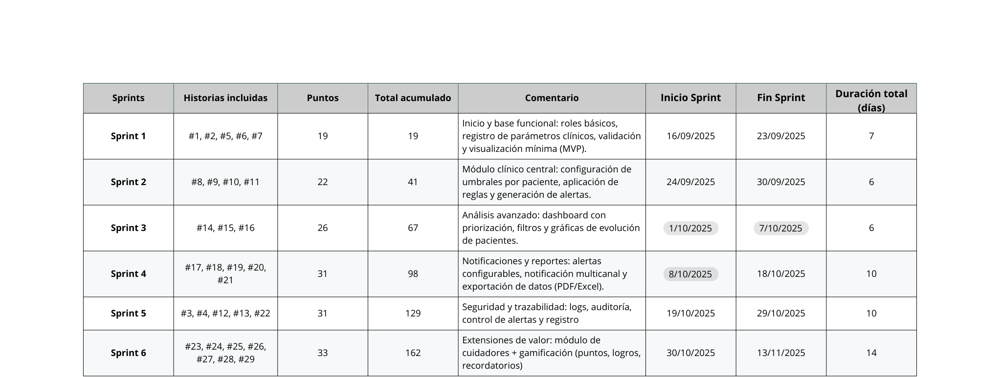 Sprints Historias incluidas Puntos Total acumulado Comentario Inicio Sprint Fin Sprint Duración total
(días)
Sprint 1 #1, #2, #5, #6, #7 19 19 Inicio y base funcional: roles básicos,
registro de parámetros clínicos, validación
y visualización mínima (MVP). 16/09/2025 23/09/2025 7
Sprint 2 #8, #9, #10, #11 22 41 Módulo clínico central: configuración de
umbrales por paciente, aplicación de
reglas y generación de alertas. 24/09/2025 30/09/2025 6
Sprint 3 #14, #15, #16 26 67 Análisis avanzado: dashboard con
priorización, filtros y gráficas de evolución
de pacientes. 1/10/2025 7/10/2025 6
Sprint 4 #17, #18, #19, #20,
#21 31 98 Notificaciones y reportes: alertas
configurables, notificación multicanal y
exportación de datos (PDF/Excel). 8/10/2025 18/10/2025 10
Sprint 5 #3, #4, #12, #13, #22 31 129 Seguridad y trazabilidad: logs, auditoría,
control de alertas y registro 19/10/2025 29/10/2025 10
Sprint 6 #23, #24, #25, #26,
#27, #28, #29 33 162 Extensiones de valor: módulo de
cuidadores + gamificación (puntos, logros,
recordatorios) 30/10/2025 13/11/2025 14